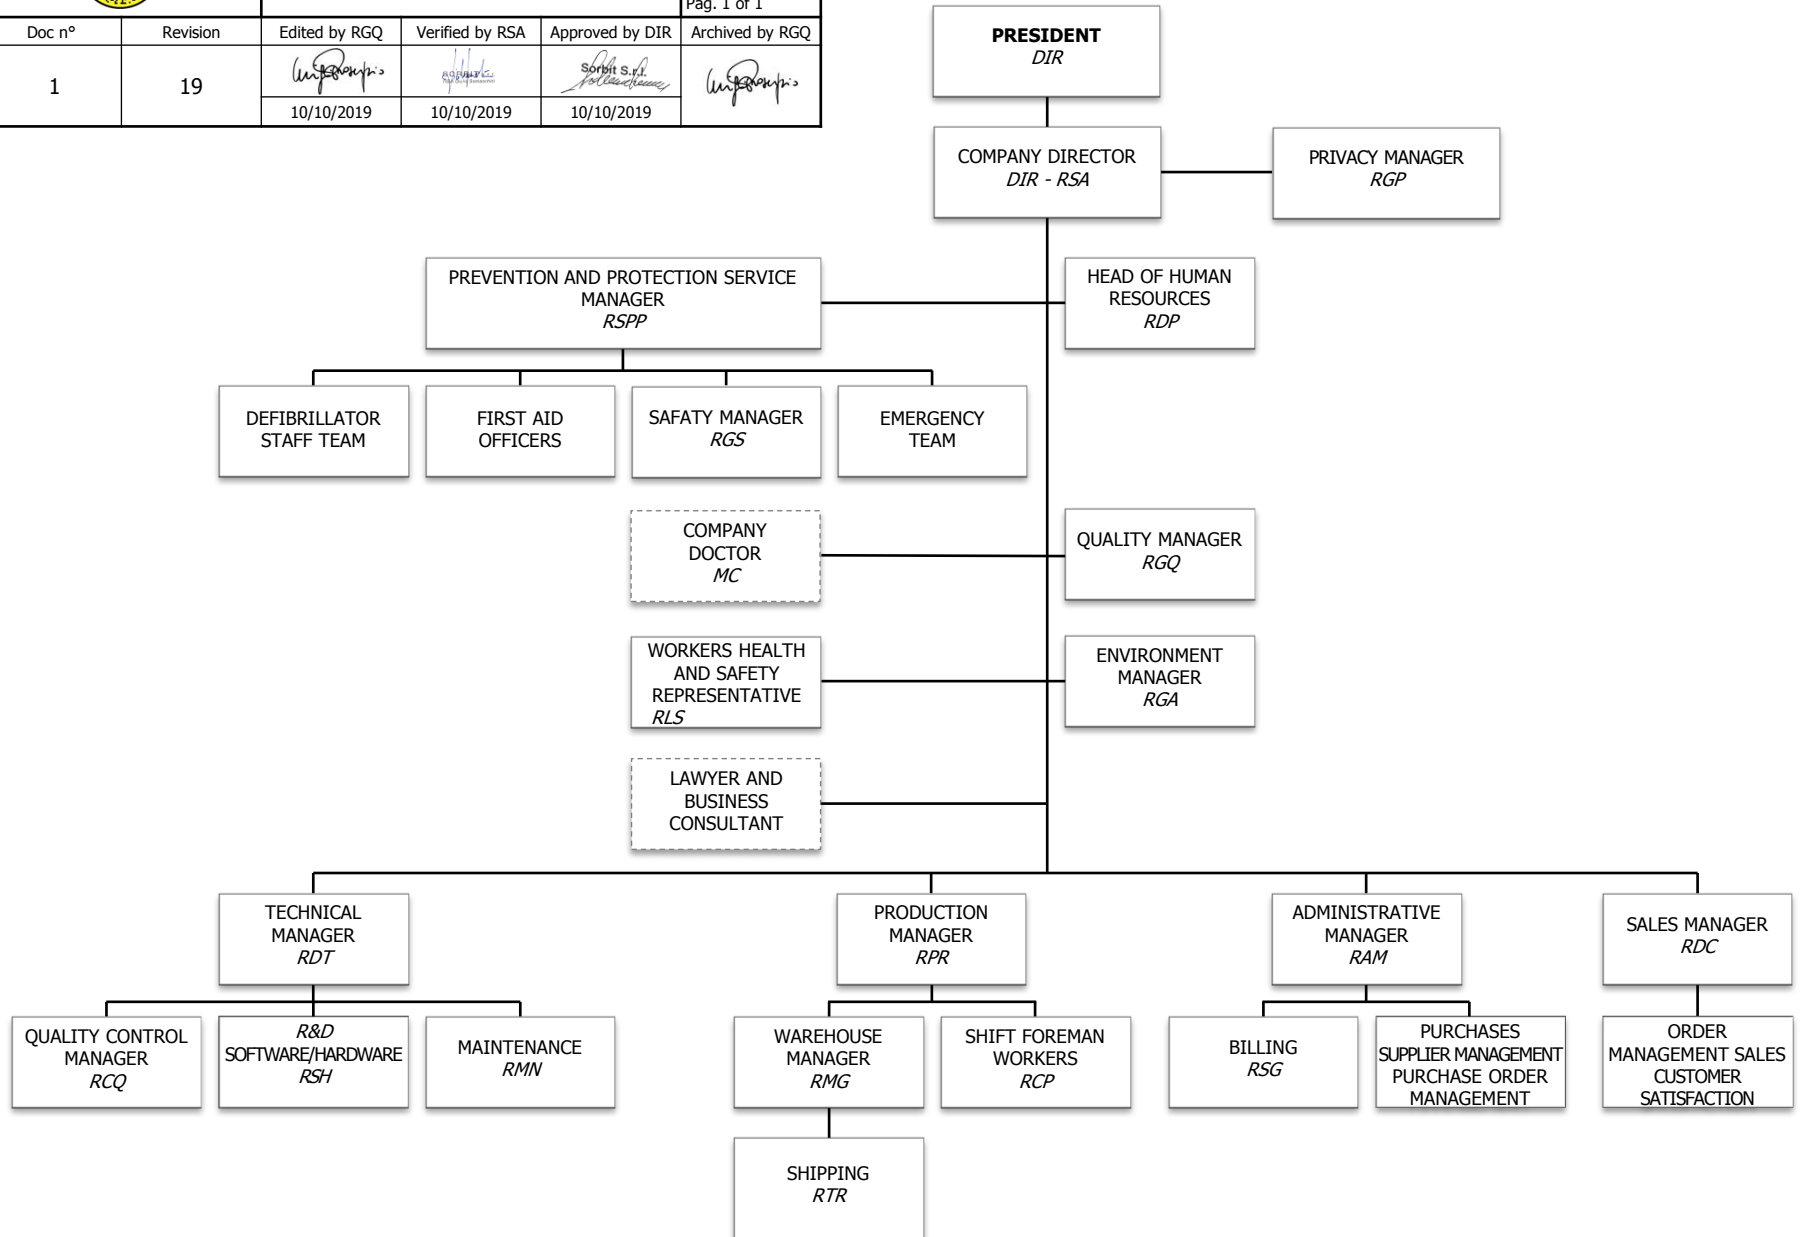 Pag. 1 of 1
Doc n° Revision Edited by RGQ Verified by RSA Approved by DIR Archived by RGQ
1 19
Sorbit S.r.l.
10/10/2019 10/10/2019 10/10/2019
PRESIDENT
DIR
COMPANY DIRECTOR
DIR - RSA
PRIVACY MANAGER
RGP
PREVENTION AND PROTECTION SERVICE
MANAGER
RSPP
HEAD OF HUMAN
RESOURCES
RDP
DEFIBRILLATOR
STAFF TEAM
FIRST AID
OFFICERS
SAFATY MANAGER
RGS
EMERGENCY
TEAM
COMPANY
DOCTOR
MC
QUALITY MANAGER
RGQ
WORKERS HEALTH
AND SAFETY
REPRESENTATIVE
RLS
ENVIRONMENT
MANAGER
RGA
LAWYER AND
BUSINESS
CONSULTANT
TECHNICAL
MANAGER
RDT
PRODUCTION
MANAGER
RPR
ADMINISTRATIVE
MANAGER
RAM
SALES MANAGER
RDC
QUALITY CONTROL
MANAGER
RCQ
R&D
SOFTWARE/HARDWARE
RSH
MAINTENANCE
RMN
WAREHOUSE
MANAGER
RMG
SHIFT FOREMAN
WORKERS
RCP
BILLING
RSG
PURCHASES
SUPPLIER MANAGEMENT
PURCHASE ORDER
MANAGEMENT
ORDER
MANAGEMENT SALES
CUSTOMER
SATISFACTION
SHIPPING
RTR